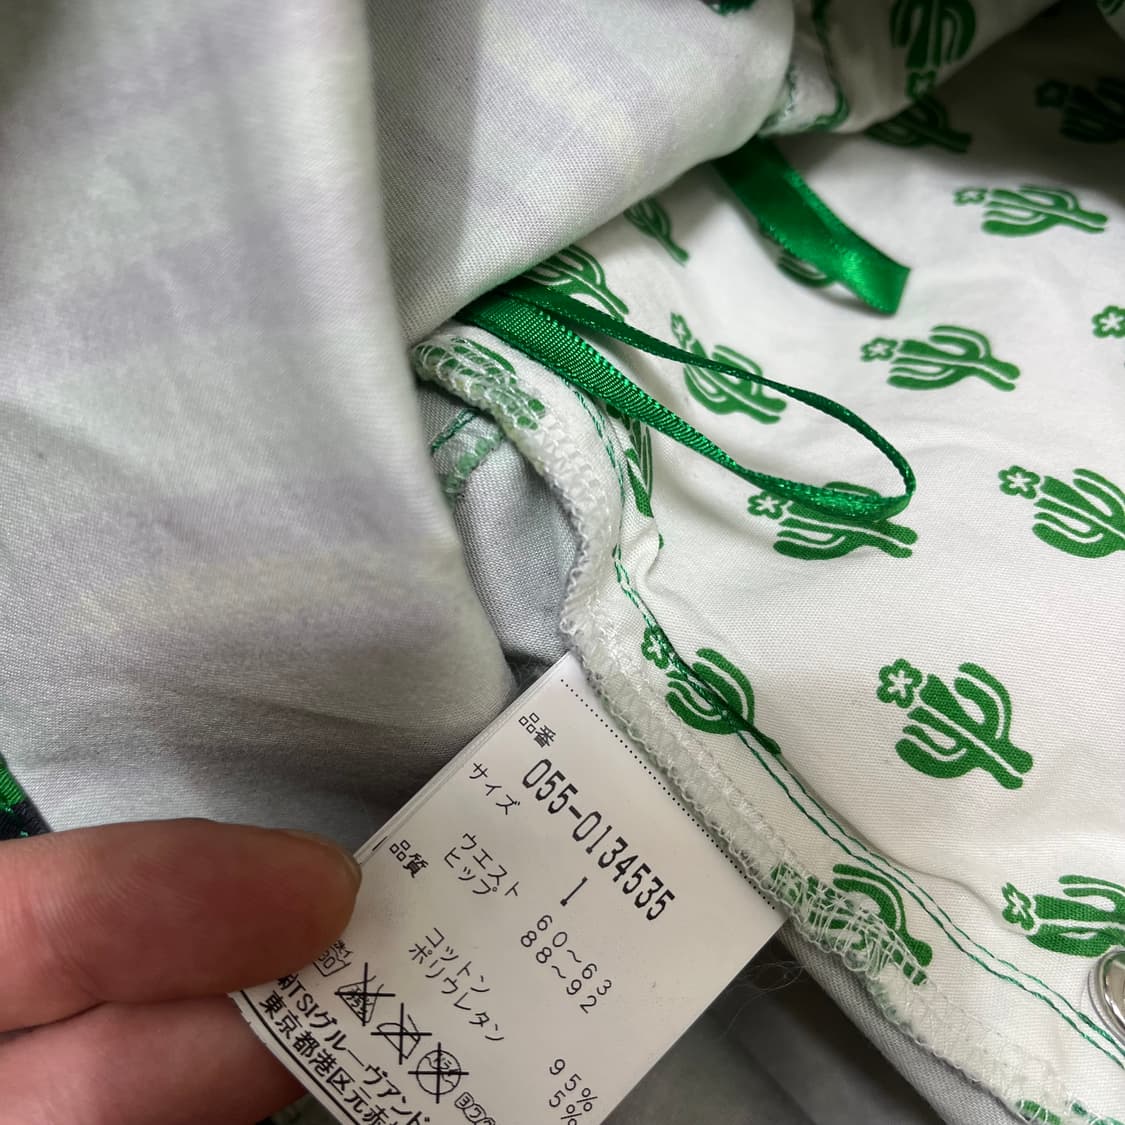 品番
055-0134535
サイズ 1
ウエスト 60~63
ヒップ 88~92
品質
コットン 95%
ポリウレタン 5%
TSIグルーヴアンド
東京都港区元赤